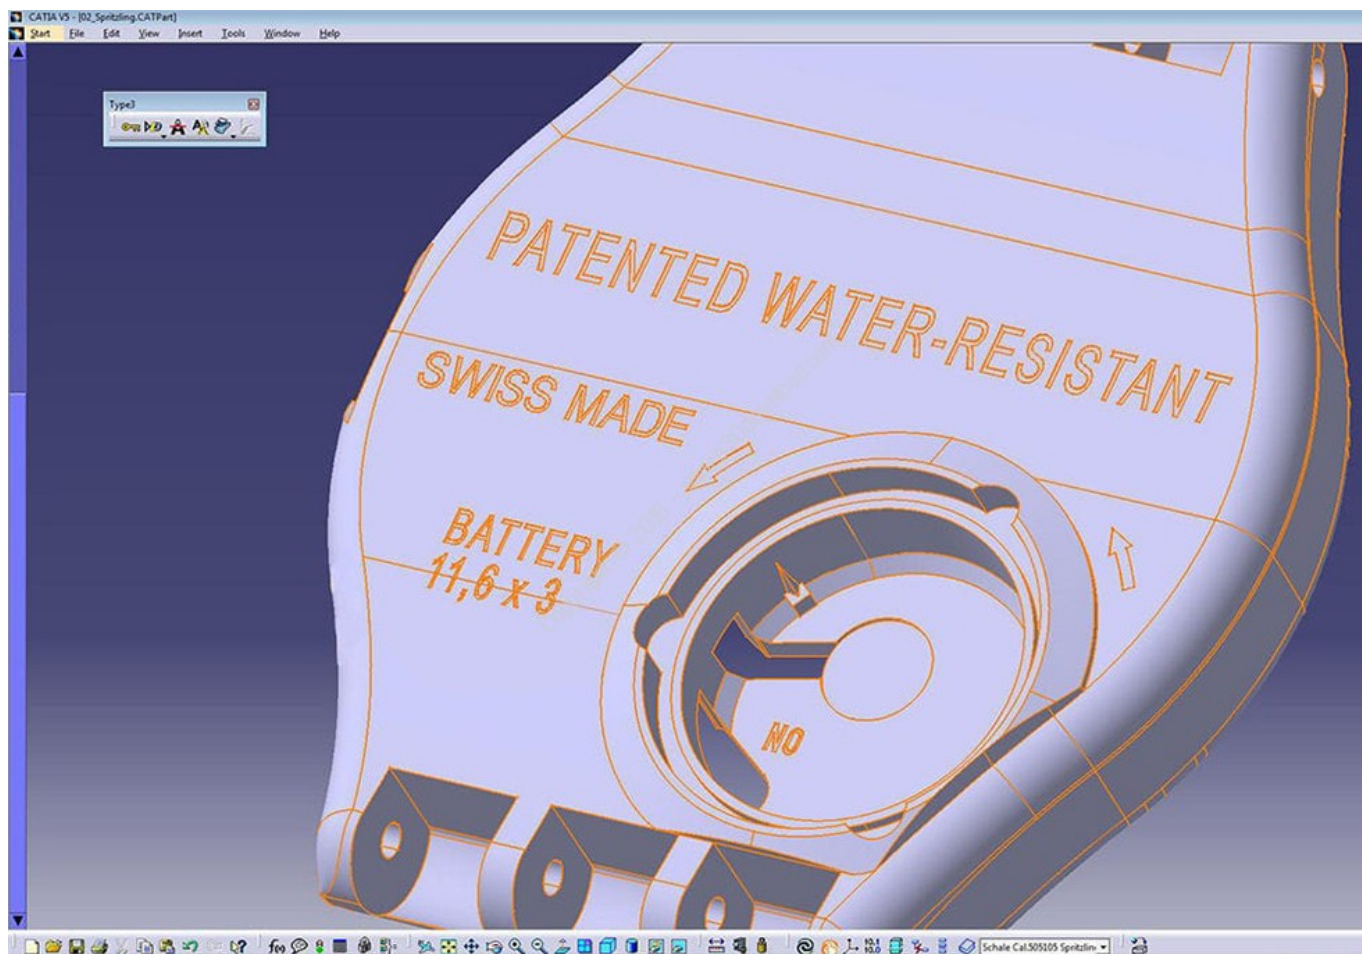 CATIA V5 - [02_Spritzling.CATPart]
Start File Edit View Insert Tools Window Help
Type3
PATENTED WATER-RESISTANT
SWISS MADE
BATTERY
11,6 x 3
NO
Schale Cal.505105 Spritzlin